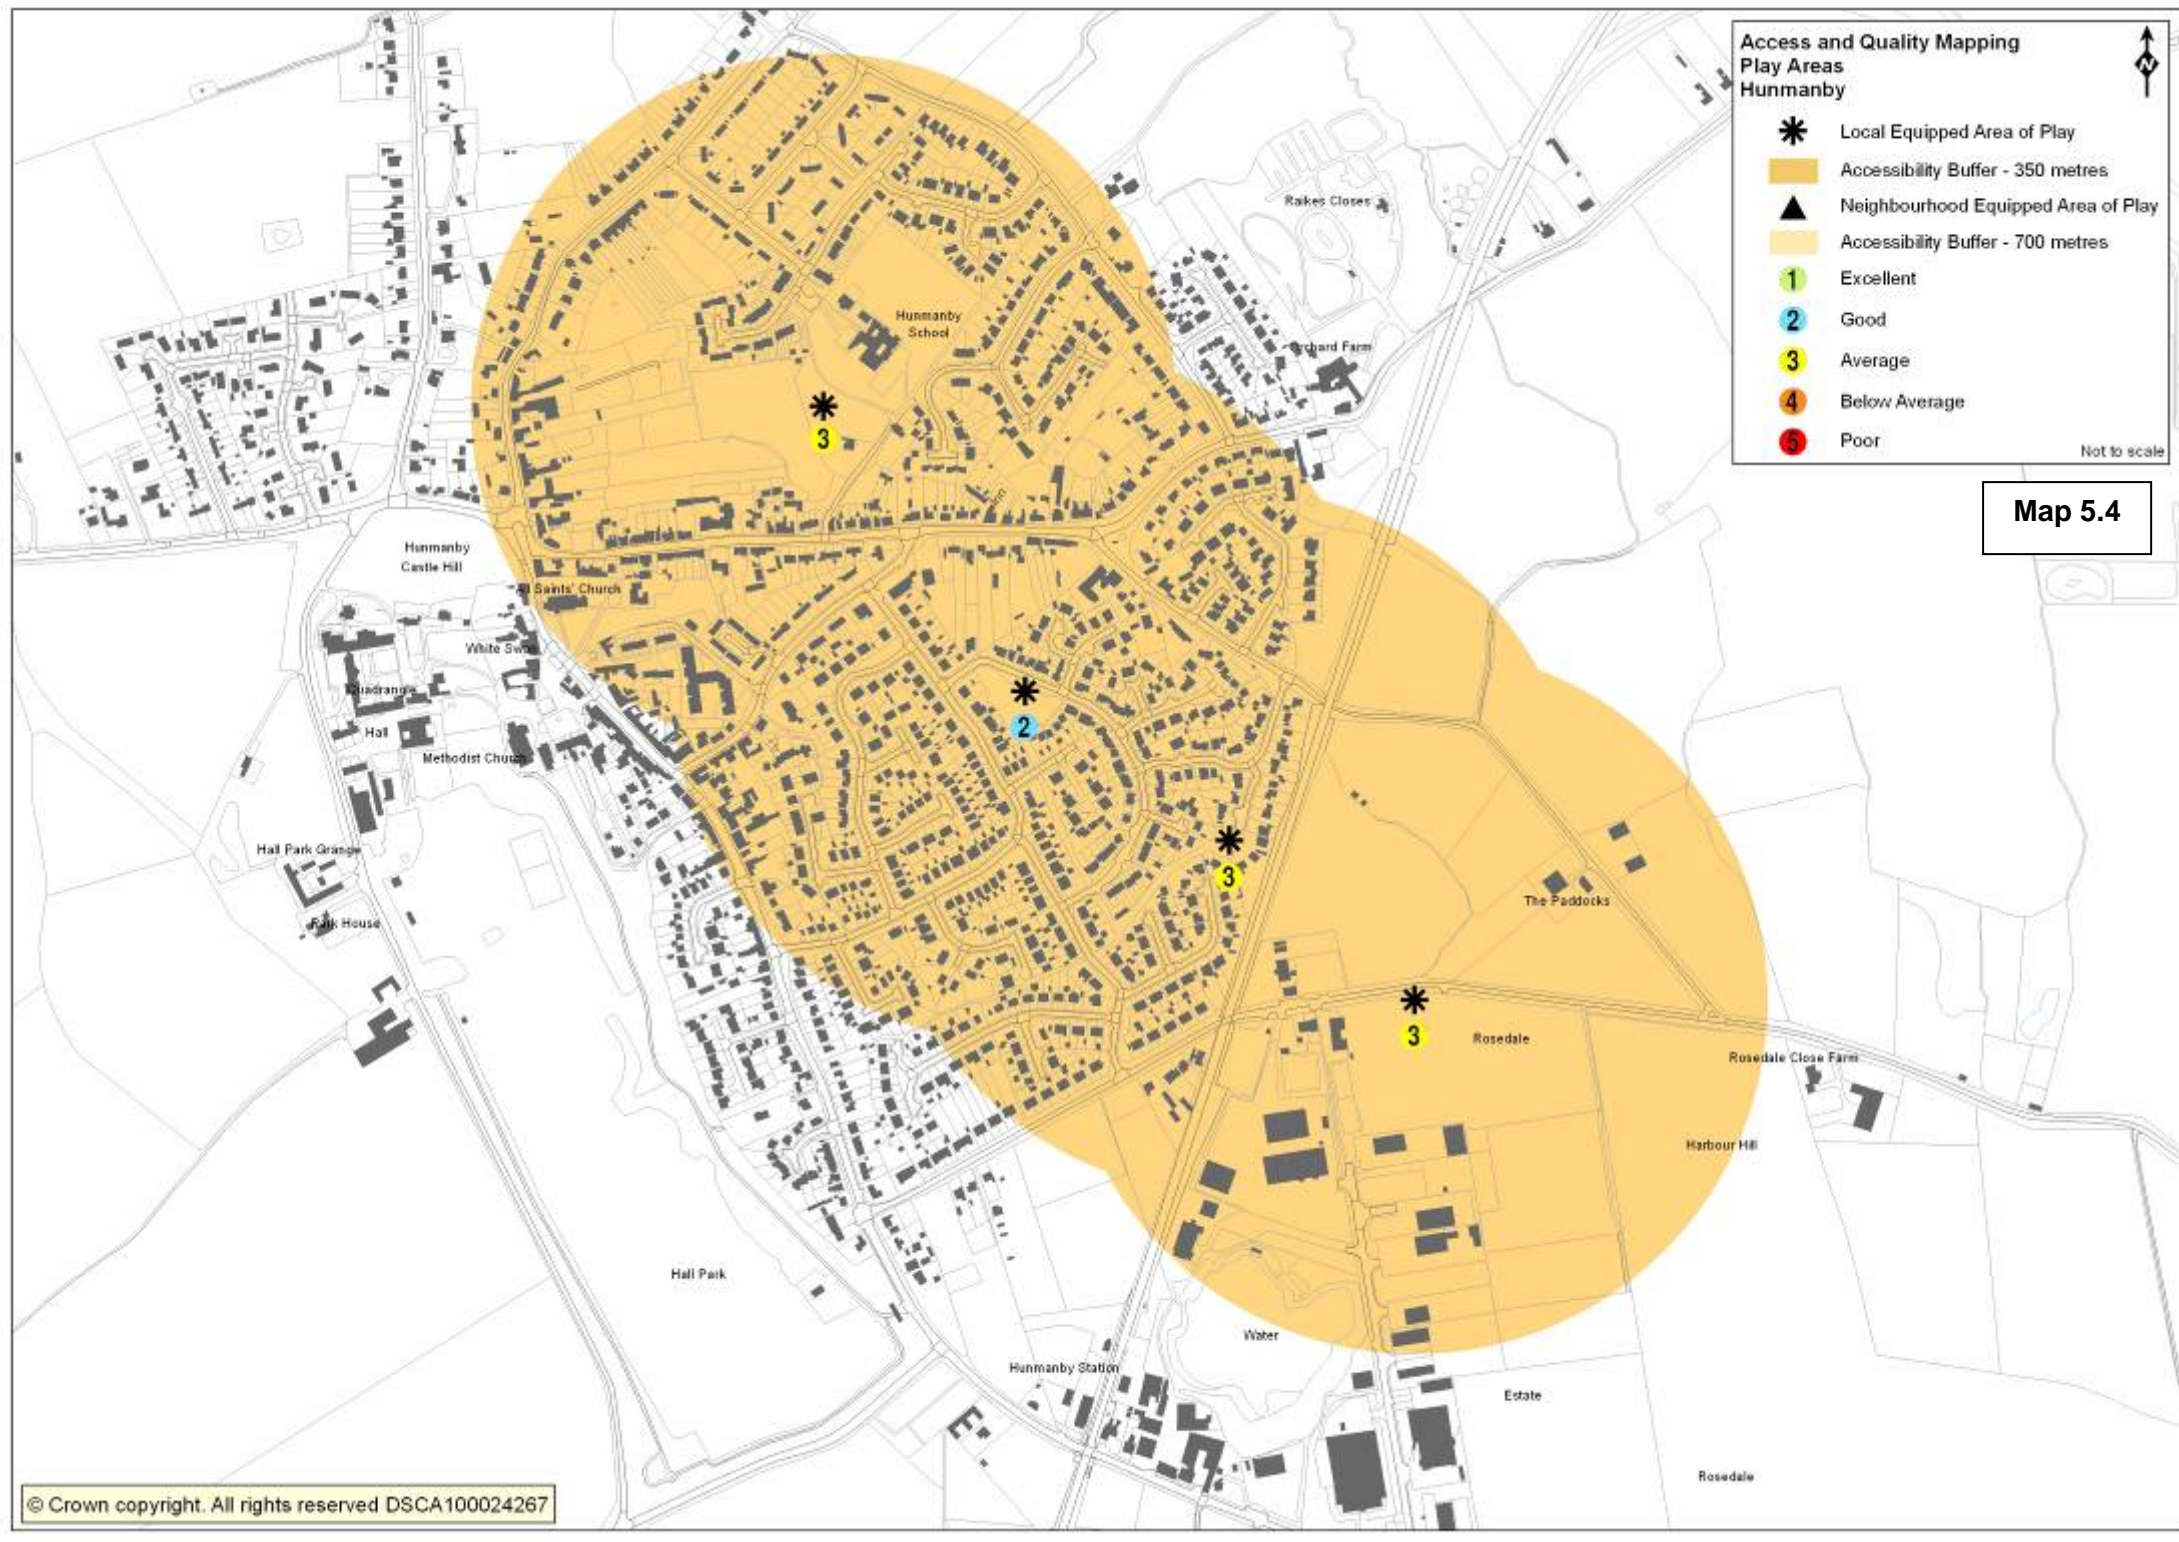 Access and Quality Mapping
Play Areas
Hunmanby
N
Local Equipped Area of Play
Accessibility Buffer - 350 metres
Neighbourhood Equipped Area of Play
Accessibility Buffer - 700 metres
1 Excellent
2 Good
3 Average
4 Below Average
5 Poor
Not to scale
Map 5.4
Raikes Closes
Hunmanby
School
Orchard Farm
3
Hunmanby
Castle Hill
All Saints' Church
White Swan
Quadrangle
2
Hall
Methodist Church
Hall Park Grange
3
The Paddocks
Park House
3
Rosedale
Rosedale Close Farm
Harbour Hill
Hall Park
Water
Hunmanby Station
Estate
Rosedale
© Crown copyright. All rights reserved DSCA100024267